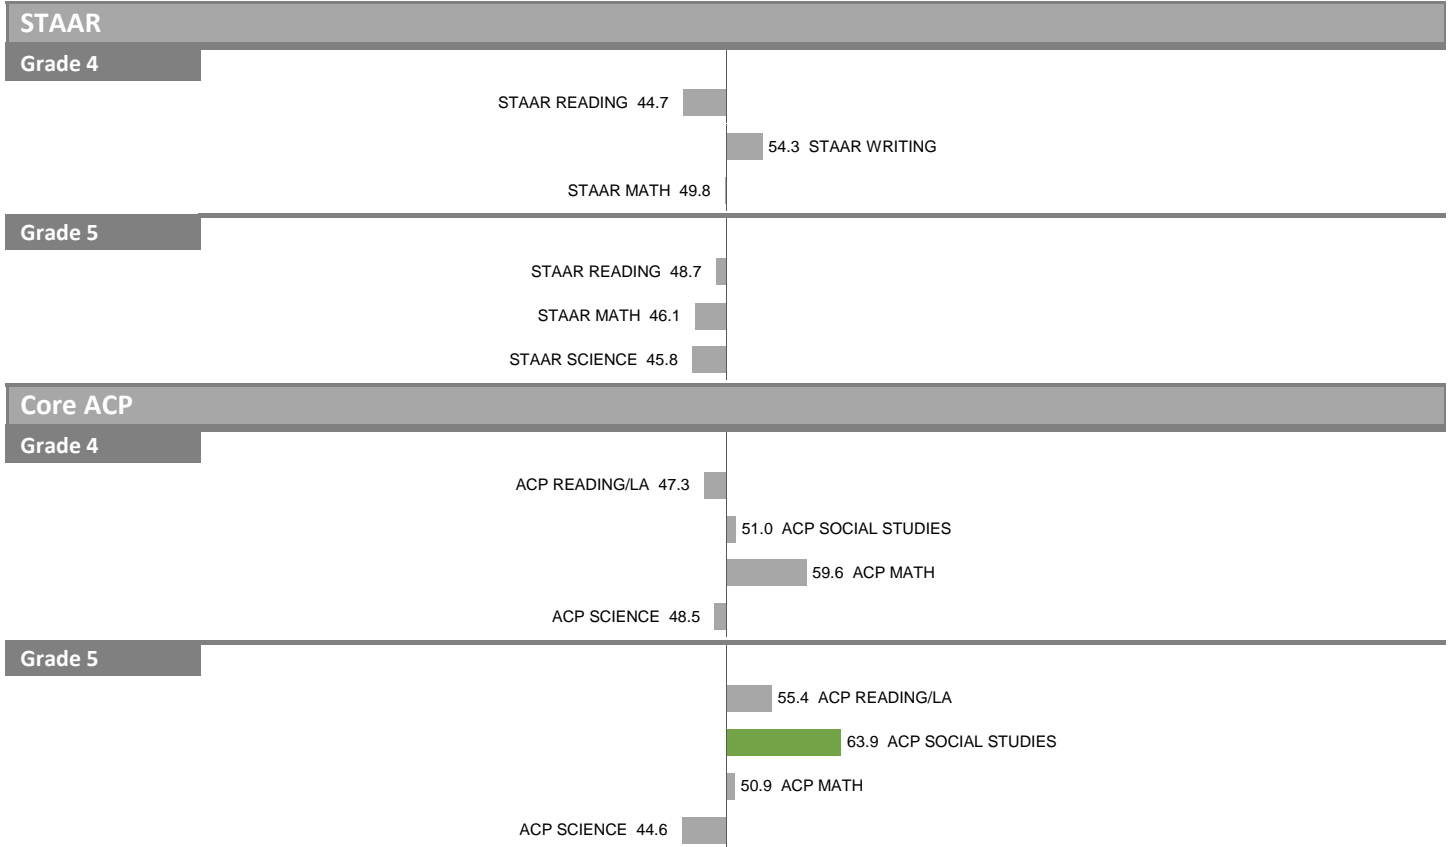 STAAR
Grade 4
STAAR READING 44.7
54.3 STAAR WRITING
STAAR MATH 49.8
Grade 5
STAAR READING 48.7
STAAR MATH 46.1
STAAR SCIENCE 45.8
Core ACP
Grade 4
ACP READING/LA 47.3
51.0 ACP SOCIAL STUDIES
59.6 ACP MATH
ACP SCIENCE 48.5
Grade 5
55.4 ACP READING/LA
63.9 ACP SOCIAL STUDIES
50.9 ACP MATH
ACP SCIENCE 44.6